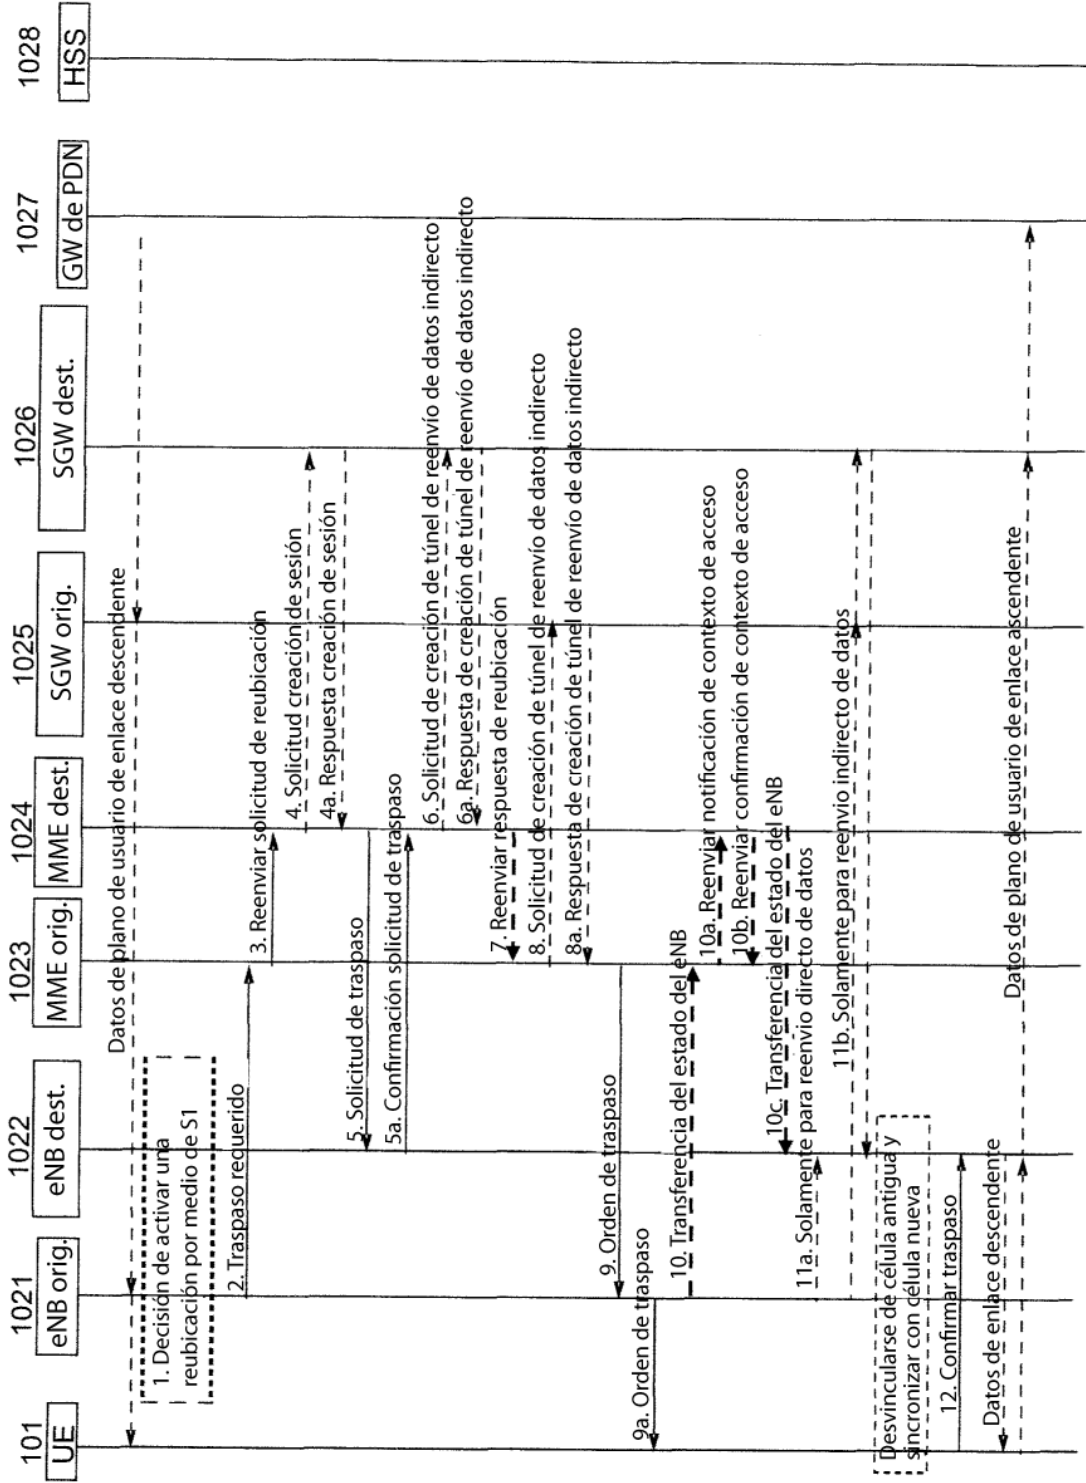 101
UE
1021
eNB orig.
1022
eNB dest.
1023
MME orig.
1024
MME dest.
1025
SGW orig.
1026
SGW dest.
1027
GW de PDN
1028
HSS
Datos de plano de usuario de enlace descendente
1. Decisión de activar una
reubicación por medio de S1
2. Traspaso requerido
3. Reenviar solicitud de reubicación
4. Solicitud creación de sesión
4a. Respuesta creación de sesión
5. Solicitud de traspaso
5a. Confirmación solicitud de traspaso
6. Solicitud de creación de túnel de reenvío de datos indirecto
6a. Respuesta de creación de túnel de reenvío de datos indirecto
7. Reenviar respuesta de reubicación
8. Solicitud de creación de túnel de reenvío de datos indirecto
8a. Respuesta de creación de túnel de reenvío de datos indirecto
9. Orden de traspaso
9a. Orden de traspaso
10. Transferencia del estado del eNB
10a. Reenviar notificación de contexto de acceso
10b. Reenviar confirmación de contexto de acceso
10c. Transferencia del estado del eNB
11a. Solamente para reenvio directo de datos
11b. Solamente para reenvio indirecto de datos
Desvincularse de célula antigua y
sincronizar con célula nueva
12. Confirmar traspaso
Datos de enlace descendente
Datos de plano de usuario de enlace ascendente